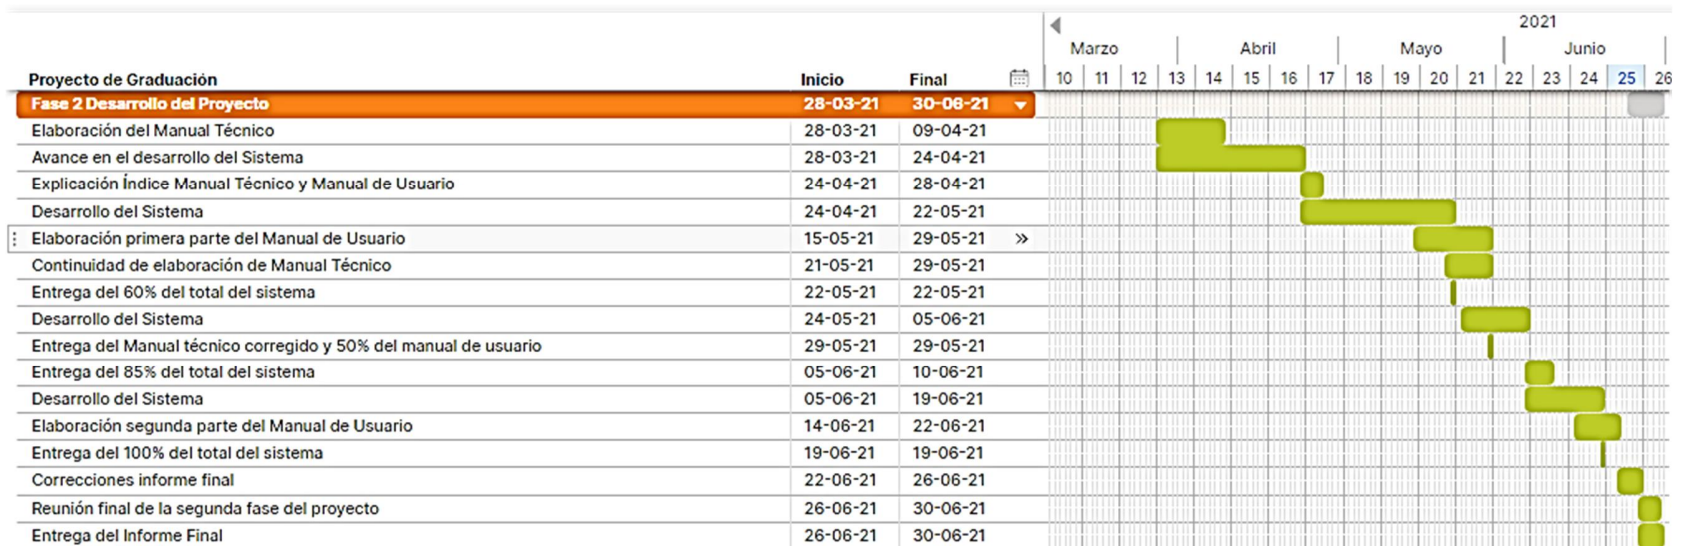 2021
Marzo Abril Mayo Junio
Proyecto de Graduación Inicio Final 10 11 12 13 14 15 16 17 18 19 20 21 22 23 24 25 26
Fase 2 Desarrollo del Proyecto 28-03-21 30-06-21
Elaboración del Manual Técnico 28-03-21 09-04-21
Avance en el desarrollo del Sistema 28-03-21 24-04-21
Explicación Índice Manual Técnico y Manual de Usuario 24-04-21 28-04-21
Desarrollo del Sistema 24-04-21 22-05-21
Elaboración primera parte del Manual de Usuario 15-05-21 29-05-21 »
Continuidad de elaboración de Manual Técnico 21-05-21 29-05-21
Entrega del 60% del total del sistema 22-05-21 22-05-21
Desarrollo del Sistema 24-05-21 05-06-21
Entrega del Manual técnico corregido y 50% del manual de usuario 29-05-21 29-05-21
Entrega del 85% del total del sistema 05-06-21 10-06-21
Desarrollo del Sistema 05-06-21 19-06-21
Elaboración segunda parte del Manual de Usuario 14-06-21 22-06-21
Entrega del 100% del total del sistema 19-06-21 19-06-21
Correcciones informe final 22-06-21 26-06-21
Reunión final de la segunda fase del proyecto 26-06-21 30-06-21
Entrega del Informe Final 26-06-21 30-06-21